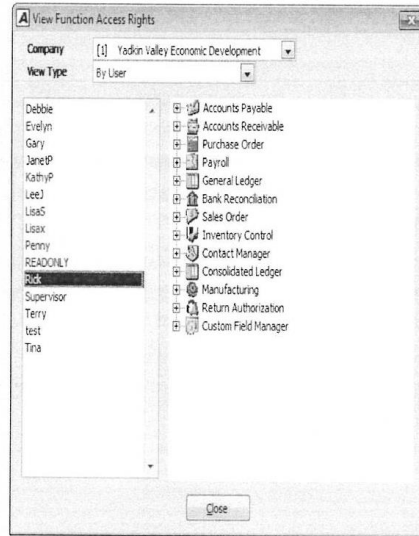 A View Function Access Rights
Company [1] Yadkin Valley Economic Development
View Type By User
Debbie
Evelyn
Gary
JanetP
KathyP
LeeJ
LisaS
Lisax
Penny
READONLY
Rick
Supervisor
Terry
test
Tina
Accounts Payable
Accounts Receivable
Purchase Order
Payroll
General Ledger
Bank Reconciliation
Sales Order
Inventory Control
Contact Manager
Consolidated Ledger
Manufacturing
Return Authorization
Custom Field Manager
Close